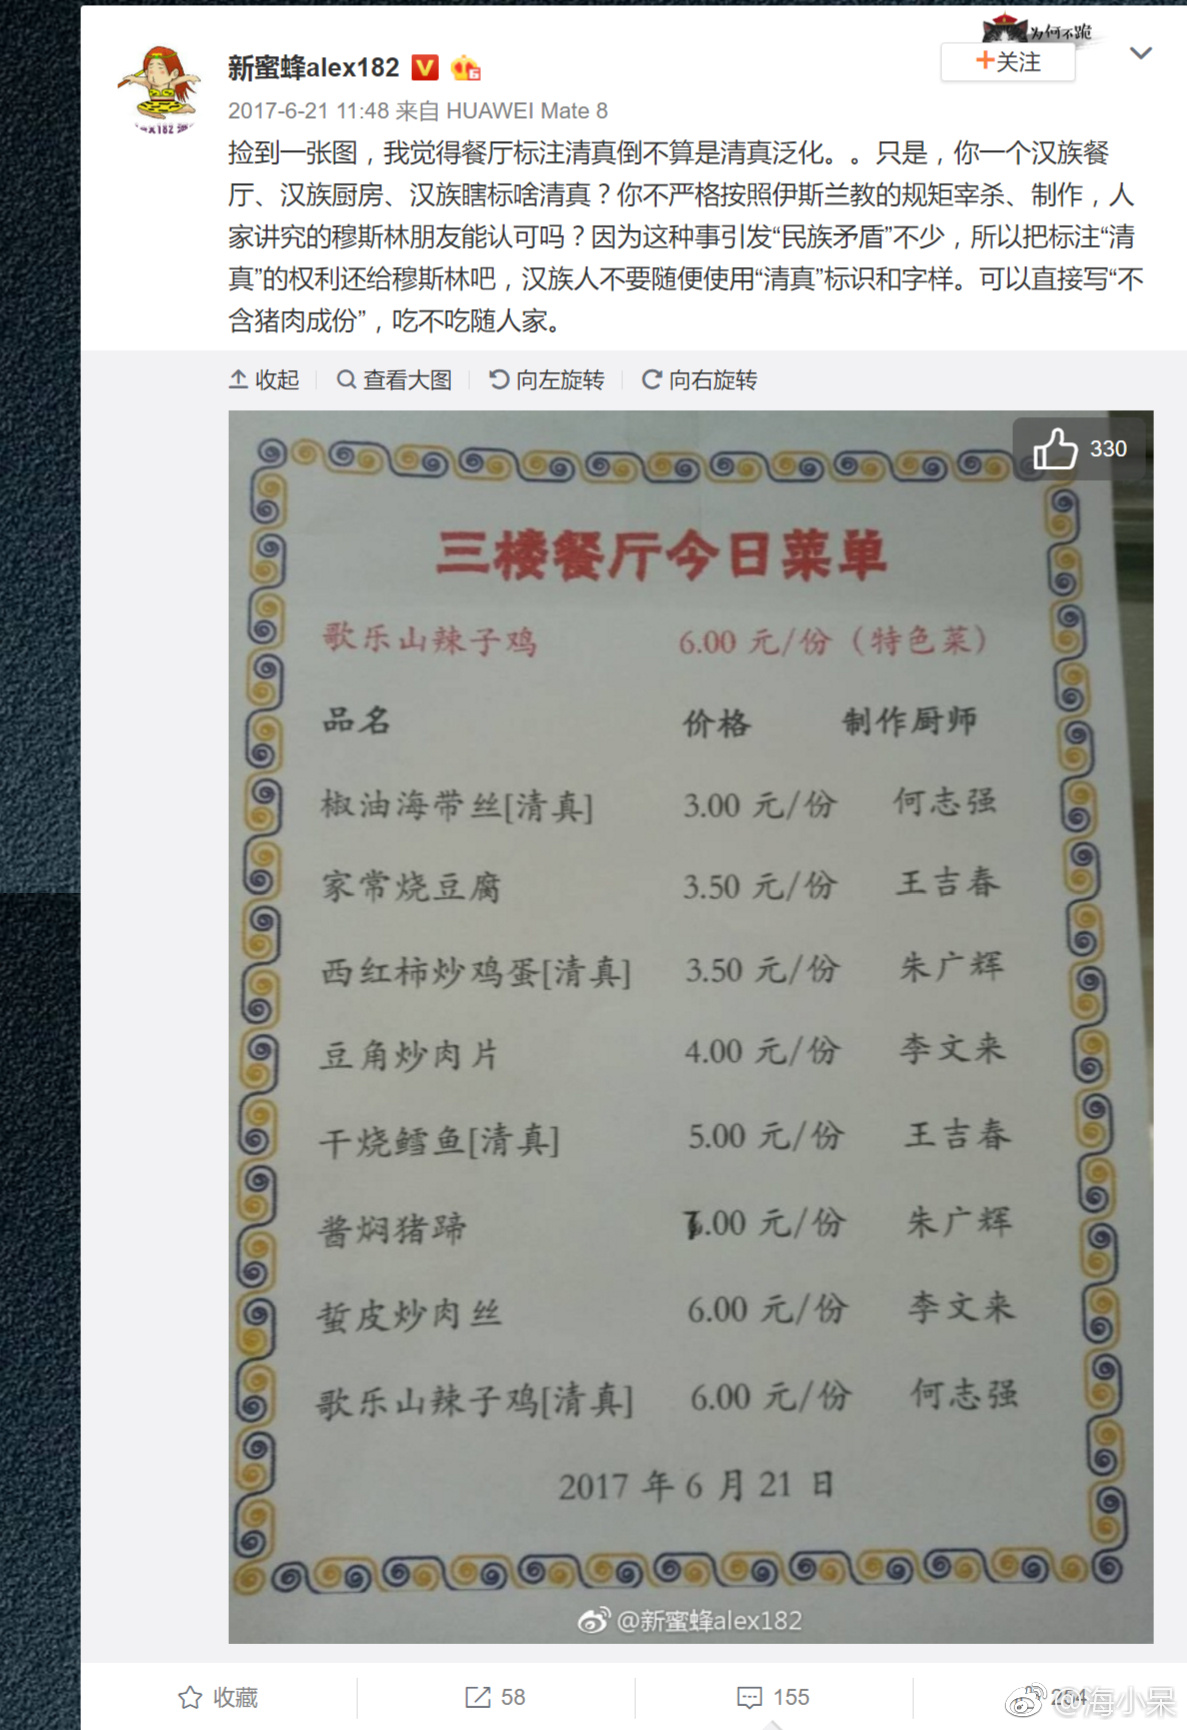 为何不跪
新蜜蜂alex182 V
+关注
2017-6-21 11:48 来自 HUAWEI Mate 8
捡到一张图，我觉得餐厅标注清真倒不算是清真泛化。。只是，你一个汉族餐
厅、汉族厨房、汉族瞎标啥清真？你不严格按照伊斯兰教的规矩宰杀、制作，人
家讲究的穆斯林朋友能认可吗？因为这种事引发“民族矛盾”不少，所以把标注“清
真”的权利还给穆斯林吧，汉族人不要随便使用“清真”标识和字样。可以直接写“不
含猪肉成份”，吃不吃随人家。
收起 查看大图 向左旋转 向右旋转
330
三楼餐厅今日菜单
歌乐山辣子鸡 6.00 元/份（特色菜）
品名 价格 制作厨师
椒油海带丝[清真] 3.00 元/份 何志强
家常烧豆腐 3.50 元/份 王吉春
西红柿炒鸡蛋[清真] 3.50 元/份 朱广辉
豆角炒肉片 4.00 元/份 李文来
干烧鳕鱼[清真] 5.00 元/份 王吉春
酱焖猪蹄 .00 元/份 朱广辉
蜇皮炒肉丝 6.00 元/份 李文来
歌乐山辣子鸡[清真] 6.00 元/份 何志强
2017 年 6 月 21 日
@新蜜蜂alex182
收藏 58 155 254
@海小呆